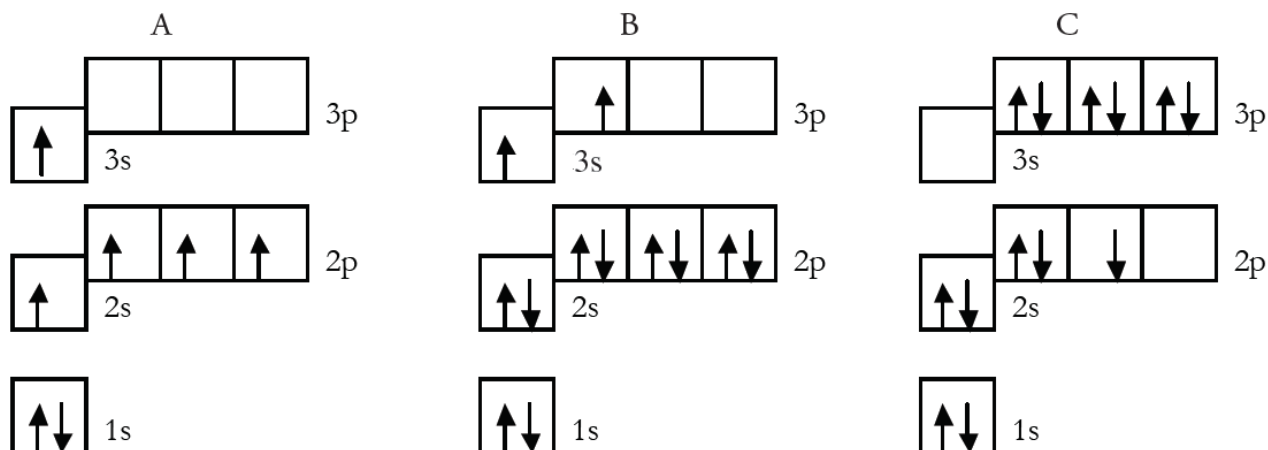 A B C
3p 3p 3p
3s 3s 3s
2p 2p 2p
2s 2s 2s
1s 1s 1s